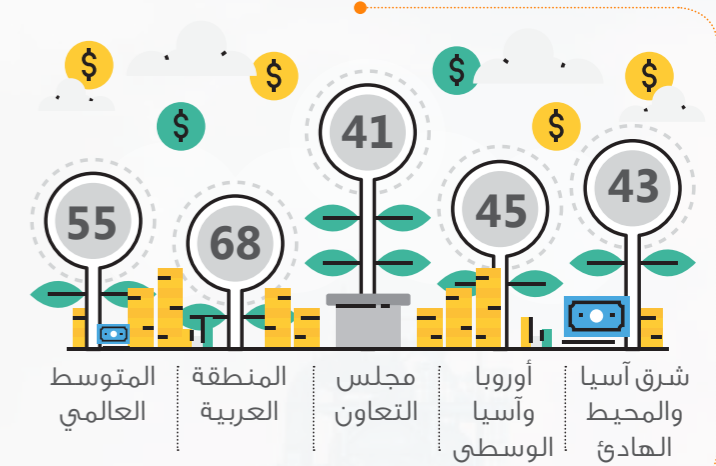 43
45
41
68
55
شرق آسيا
والمحيط
الهادئ
أوروبا
وآسيا
الوسطى
مجلس
التعاون
المنطقة
العربية
المتوسط
العالمي